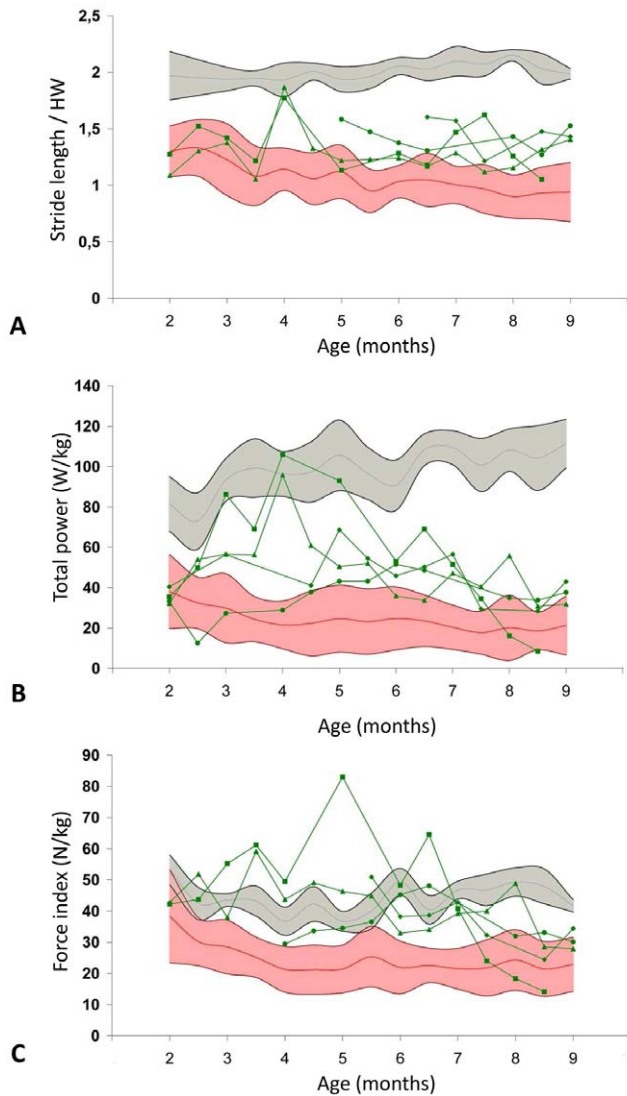 2,5
2
1,5
1
0,5
0
Stride length / HW
2 3 4 5 6 7 8 9
Age (months)
A
140
120
100
80
60
40
20
0
Total power (W/kg)
2 3 4 5 6 7 8 9
Age (months)
B
90
80
70
60
50
40
30
20
10
0
Force index (N/kg)
2 3 4 5 6 7 8 9
Age (months)
C